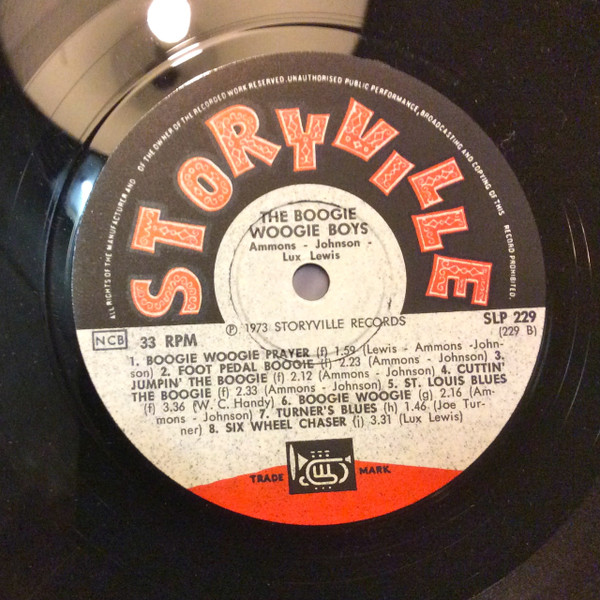 ALL RIGHTS OF THE MANUFACTURER AND OF THE OWNER OF THE RECORDED WORK RESERVED. UNAUTHORISED PUBLIC PERFORMANCE, BROADCASTING AND COPYING OF THIS RECORD PROHIBITED.
STORYVILLE
THE BOOGIE
WOOGIE BOYS
Ammons - Johnson -
Lux Lewis
℗ 1973 STORYVILLE RECORDS
SLP 229
NCB 33 RPM
(229 B)
1. BOOGIE WOOGIE PRAYER (f) 1.59 (Lewis - Ammons -John-
son) 2. FOOT PEDAL BOOGIE (f) 2.23 (Ammons - Johnson) 3.
JUMPIN' THE BOOGIE (f) 2.12 (Ammons - Johnson) 4. CUTTIN'
THE BOOGIE (f) 2.33 (Ammons - Johnson) 5. ST. LOUIS BLUES
(f) 3.36 (W. C. Handy) 6. BOOGIE WOOGIE (g) 2.16 (Am-
mons - Johnson) 7. TURNER'S BLUES (h) 1.46 (Joe Tur-
ner) 8. SIX WHEEL CHASER (i) 3.31 (Lux Lewis)
TRADE MARK